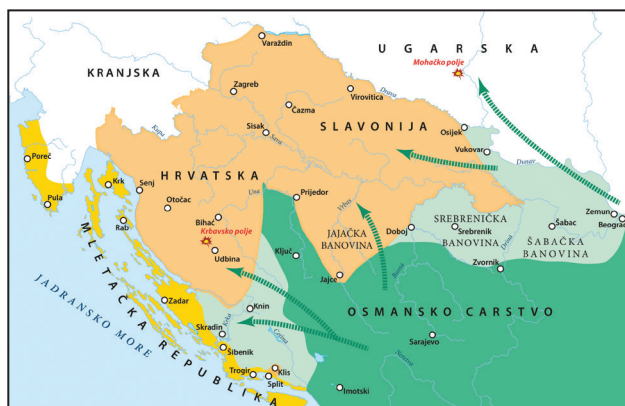 Varaždin
UGARSKA
Mohačko polje
KRANJSKA
Zagreb
Drava
Virovitica
Čazma
Kupa
Sisak
Sava
SLAVONIJA
Osijek
Vukovar
Dunav
Poreč
Pula
Krk
Senj
HRVATSKA
Una
Prijedor
Vrbas
Otočac
Rab
Bihać
Krbavsko polje
Udbina
Ključ
JAJAČKA
BANOVINA
Jajce
Doboj
Bosna
SREBRENIČKA
Srebrenik
BANOVINA
Drina
Zvornik
Šabac
ŠABAČKA
BANOVINA
Zemun
Beograd
MLETAČKA REPUBLIKA
JADRANSKO MORE
Zadar
Skradin
Krka
Knin
Cetina
Šibenik
Trogir
Split
Klis
OSMANSKO CARSTVO
Sarajevo
Neretva
Imotski